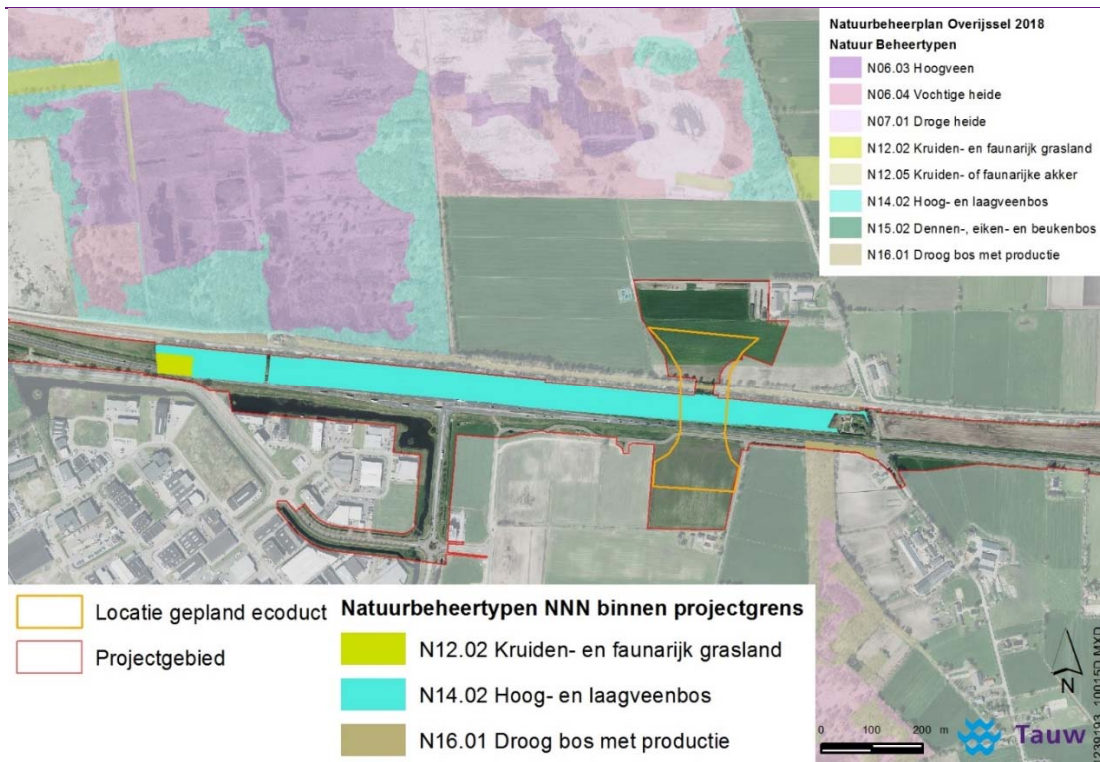 Natuurbeheerplan Overijssel 2018
Natuur Beheertypen
N06.03 Hoogveen
N06.04 Vochtige heide
N07.01 Droge heide
N12.02 Kruiden- en faunarijk grasland
N12.05 Kruiden- of faunarijke akker
N14.02 Hoog- en laagveenbos
N15.02 Dennen-, eiken- en beukenbos
N16.01 Droog bos met productie
Locatie gepland ecoduct
Projectgebied
Natuurbeheertypen NNN binnen projectgrens
N12.02 Kruiden- en faunarijk grasland
N14.02 Hoog- en laagveenbos
N16.01 Droog bos met productie
N
0 100 200 m
Tauw